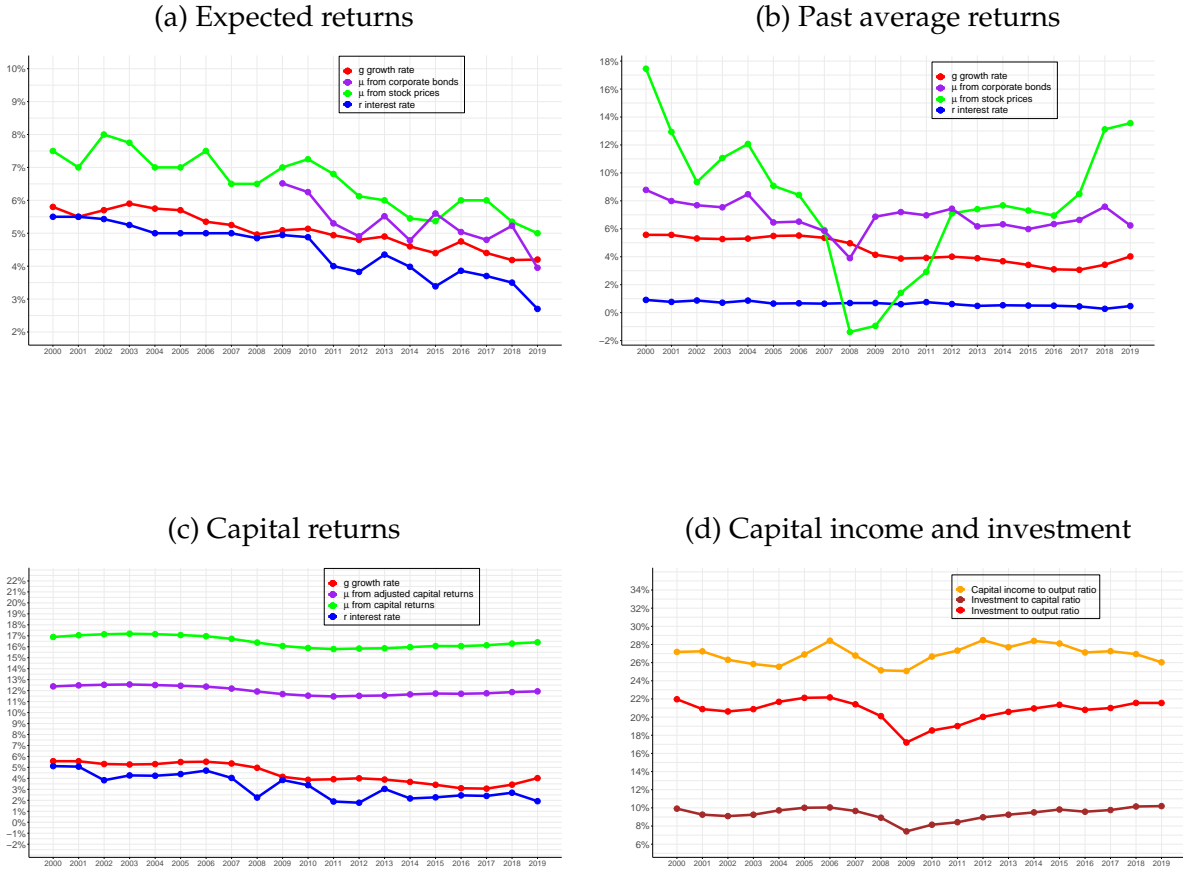 (a) Expected returns
10%
9%
8%
7%
6%
5%
4%
3%
2%
g growth rate
μ from corporate bonds
μ from stock prices
r interest rate
2000 2001 2002 2003 2004 2005 2006 2007 2008 2009 2010 2011 2012 2013 2014 2015 2016 2017 2018 2019
(b) Past average returns
18%
16%
14%
12%
10%
8%
6%
4%
2%
0%
−2%
g growth rate
μ from corporate bonds
μ from stock prices
r interest rate
2000 2001 2002 2003 2004 2005 2006 2007 2008 2009 2010 2011 2012 2013 2014 2015 2016 2017 2018 2019
(c) Capital returns
22%
21%
20%
19%
18%
17%
16%
15%
14%
13%
12%
11%
10%
9%
8%
7%
6%
5%
4%
3%
2%
1%
0%
−1%
−2%
g growth rate
μ from adjusted capital returns
μ from capital returns
r interest rate
2000 2001 2002 2003 2004 2005 2006 2007 2008 2009 2010 2011 2012 2013 2014 2015 2016 2017 2018 2019
(d) Capital income and investment
34%
32%
30%
28%
26%
24%
22%
20%
18%
16%
14%
12%
10%
8%
6%
Capital income to output ratio
Investment to capital ratio
Investment to output ratio
2000 2001 2002 2003 2004 2005 2006 2007 2008 2009 2010 2011 2012 2013 2014 2015 2016 2017 2018 2019